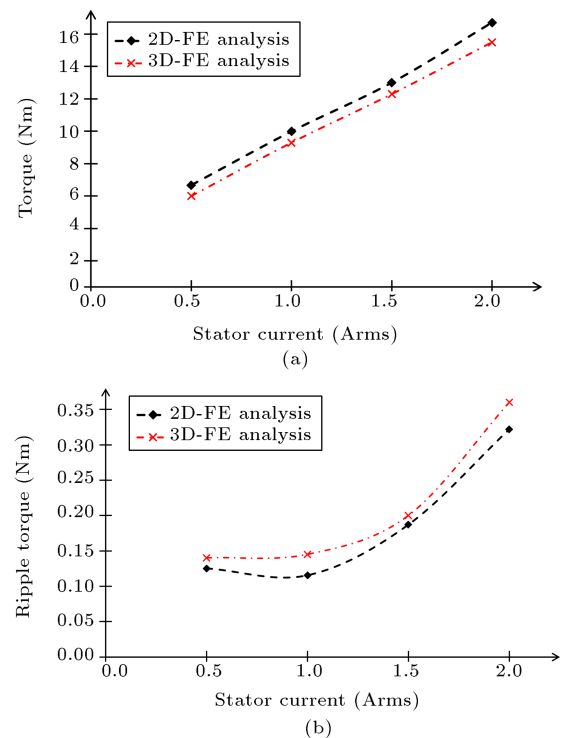 16
14
12
10
8
6
4
2
0
Torque (Nm)
2D-FE analysis
3D-FE analysis
0.0 0.5 1.0 1.5 2.0
Stator current (Arms)
(a)
0.35
0.30
0.25
0.20
0.15
0.10
0.05
0.00
Ripple torque (Nm)
2D-FE analysis
3D-FE analysis
0.0 0.5 1.0 1.5 2.0
Stator current (Arms)
(b)